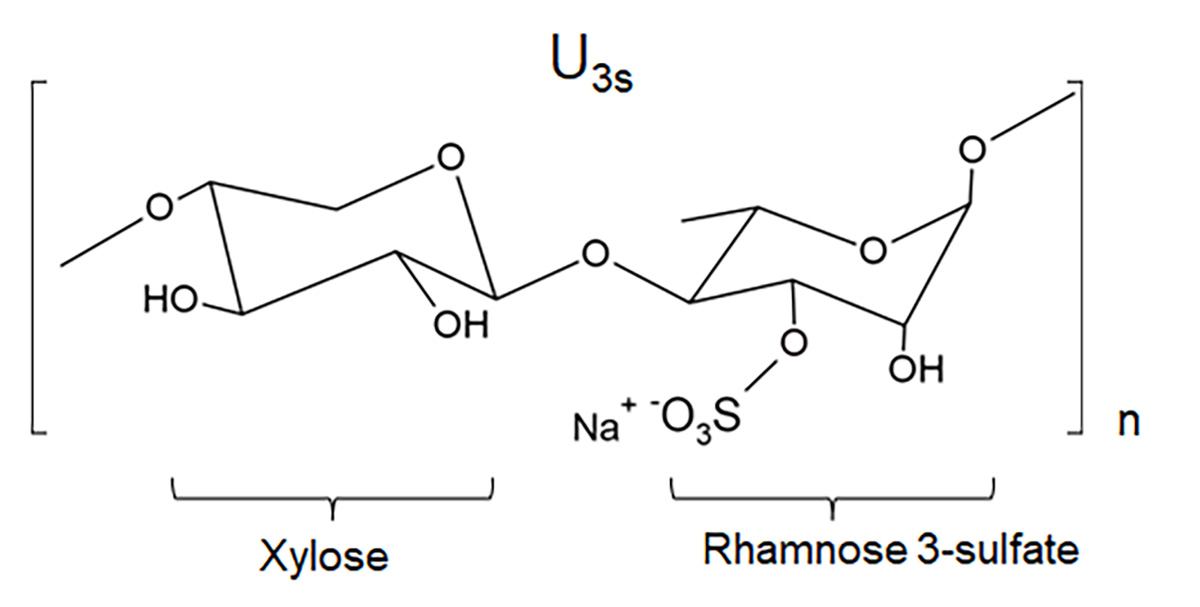 U3s
O
O
O
O
O
HO
OH
O
OH
Na+ -O3S
n
Xylose
Rhamnose 3-sulfate